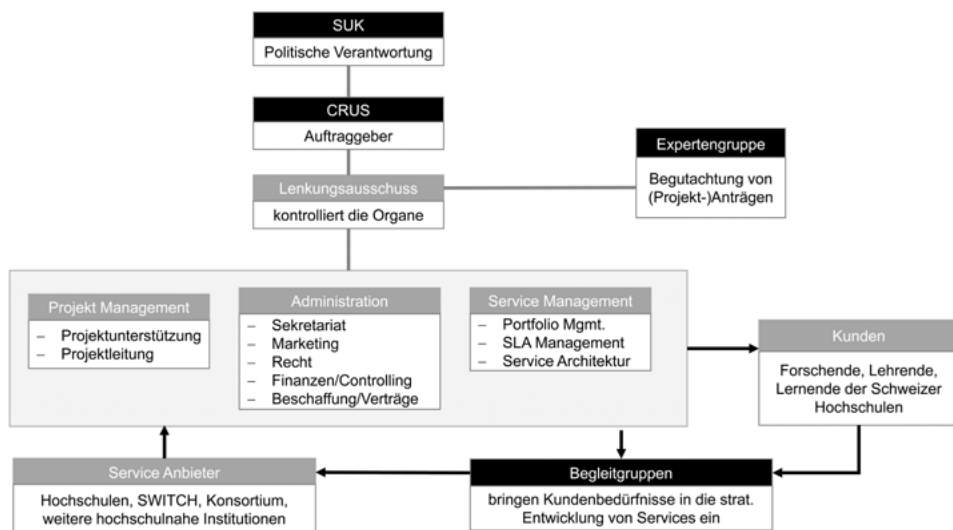 SUK
Politische Verantwortung
CRUS
Auftraggeber
Expertengruppe
Begutachtung von
(Projekt-)Anträgen
Lenkungsausschuss
kontrolliert die Organe
Projekt Management
– Projektunterstützung
– Projektleitung
Administration
– Sekretariat
– Marketing
– Recht
– Finanzen/Controlling
– Beschaffung/Verträge
Service Management
– Portfolio Mgmt.
– SLA Management
– Service Architektur
Kunden
Forschende, Lehrende,
Lernende der Schweizer
Hochschulen
Service Anbieter
Hochschulen, SWITCH, Konsortium,
weitere hochschulnahe Institutionen
Begleitgruppen
bringen Kundenbedürfnisse in die strat.
Entwicklung von Services ein